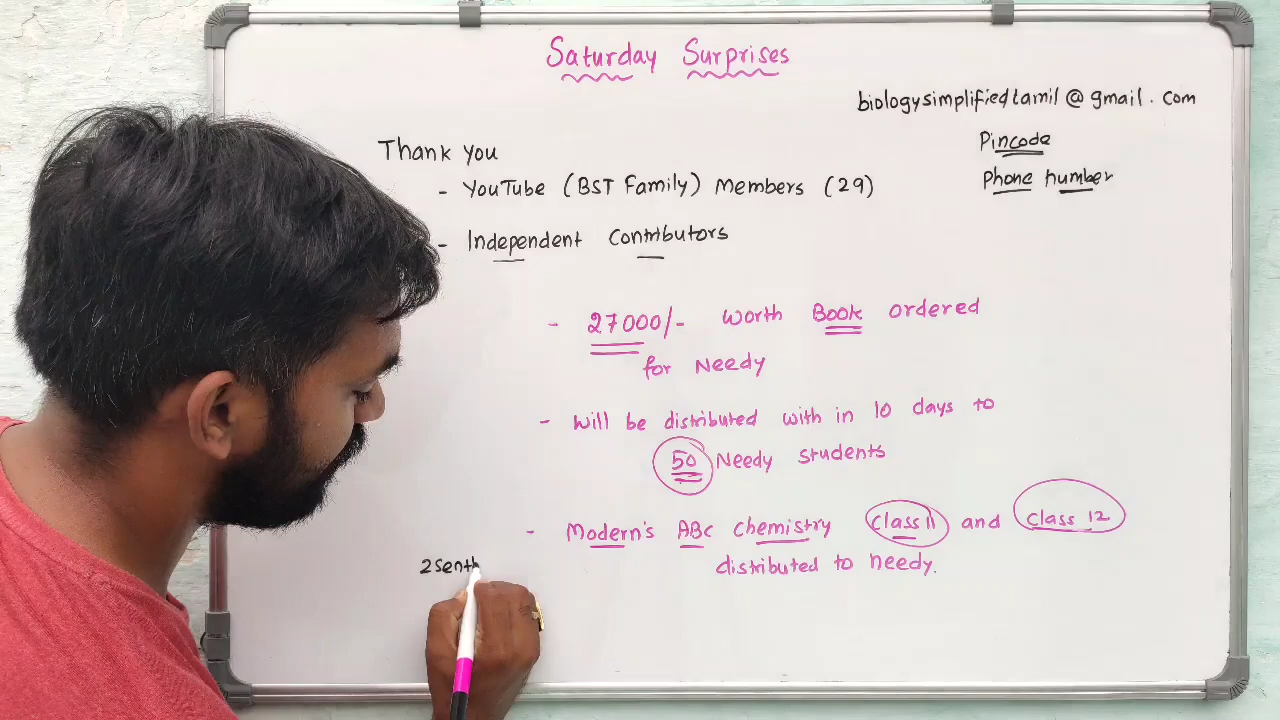 Saturday Surprises
biologysimplifiedtamil@gmail.com
Pincode
Phone number
Thank you
- YouTube (BST Family) Members (29)
- Independent Contributors
- 27000/- worth Book ordered
for Needy
- Will be distributed with in 10 days to
50 Needy students
- Modern's ABC chemistry class 11 and class 12
distributed to needy.
2 Senth